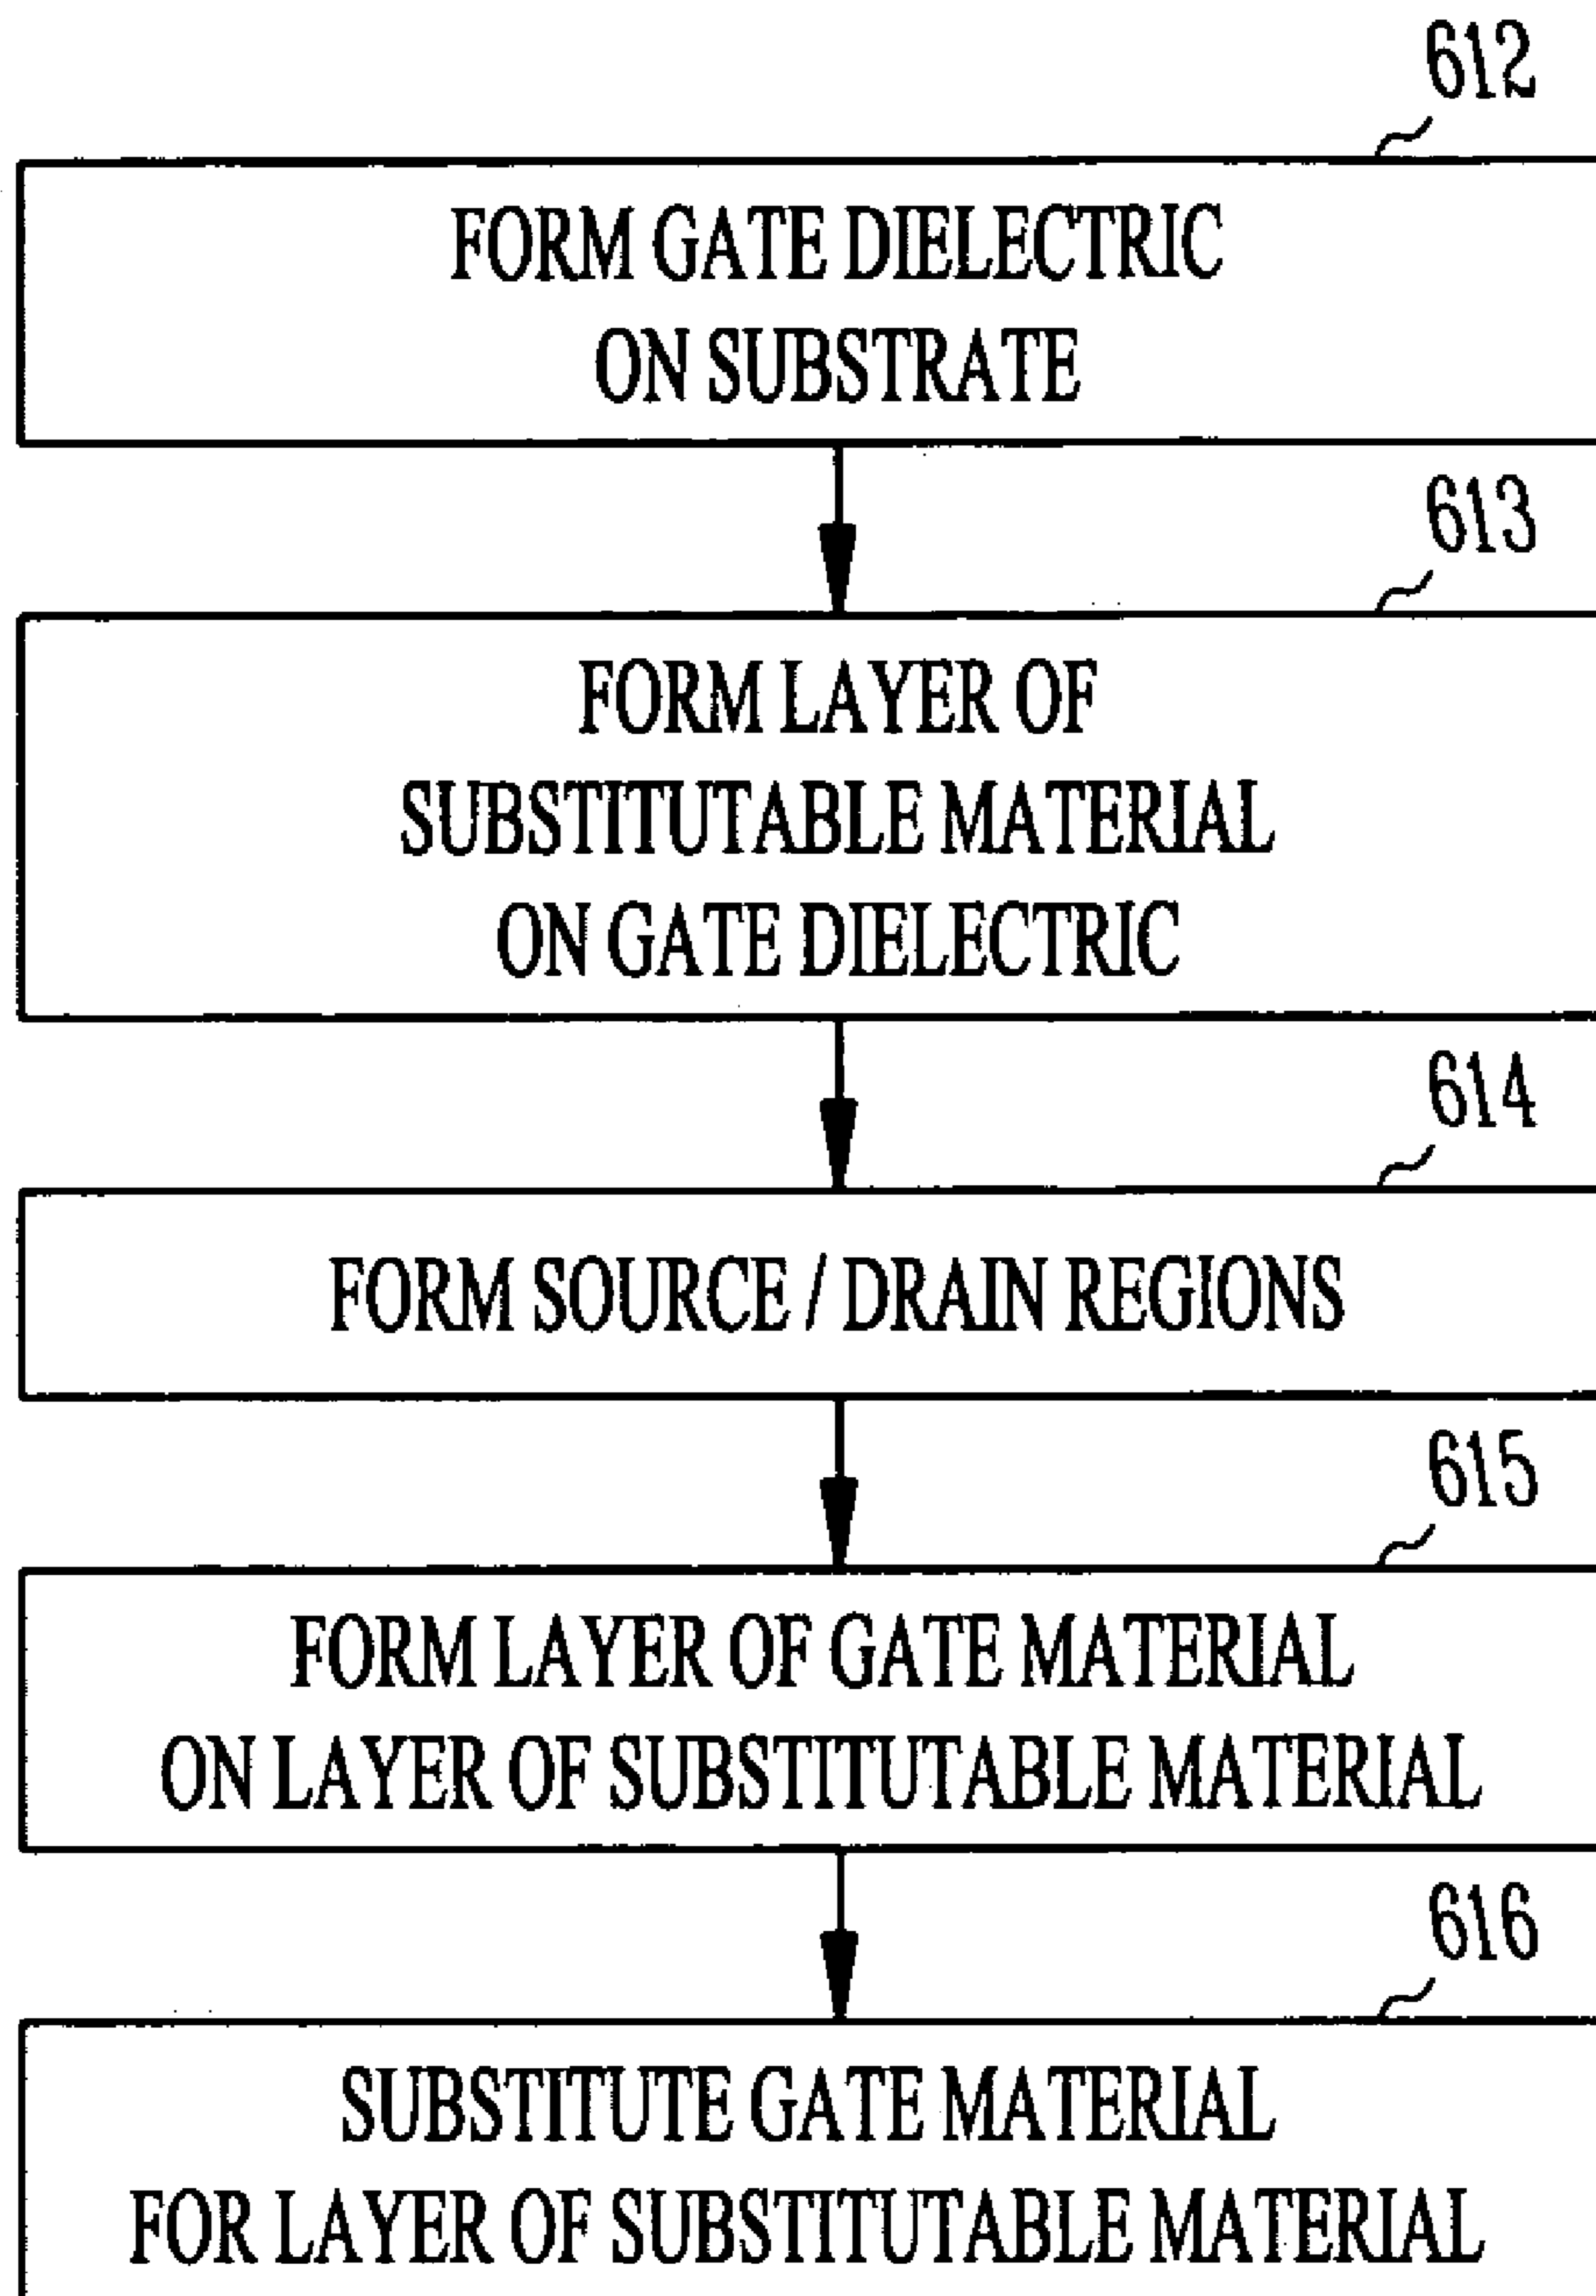 612
FORM GATE DIELECTRIC
ON SUBSTRATE
613
FORM LAYER OF
SUBSTITUTABLE MATERIAL
ON GATE DIELECTRIC
614
FORM SOURCE / DRAIN REGIONS
615
FORM LAYER OF GATE MATERIAL
ON LAYER OF SUBSTITUTABLE MATERIAL
616
SUBSTITUTE GATE MATERIAL
FOR LAYER OF SUBSTITUTABLE MATERIAL